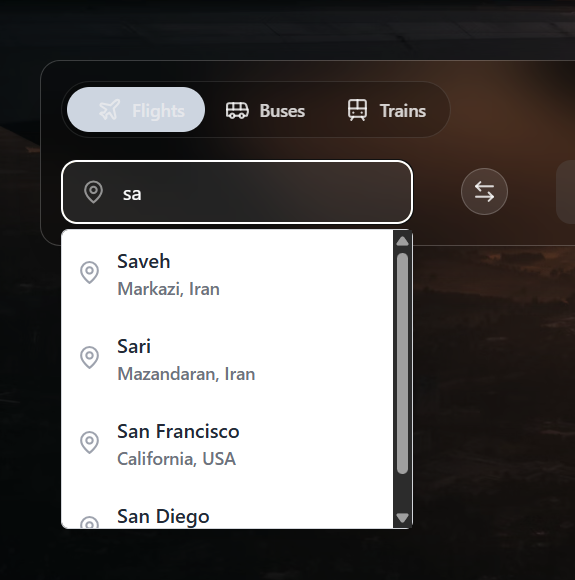 Flights Buses Trains
sa
Saveh
Markazi, Iran
Sari
Mazandaran, Iran
San Francisco
California, USA
San Diego